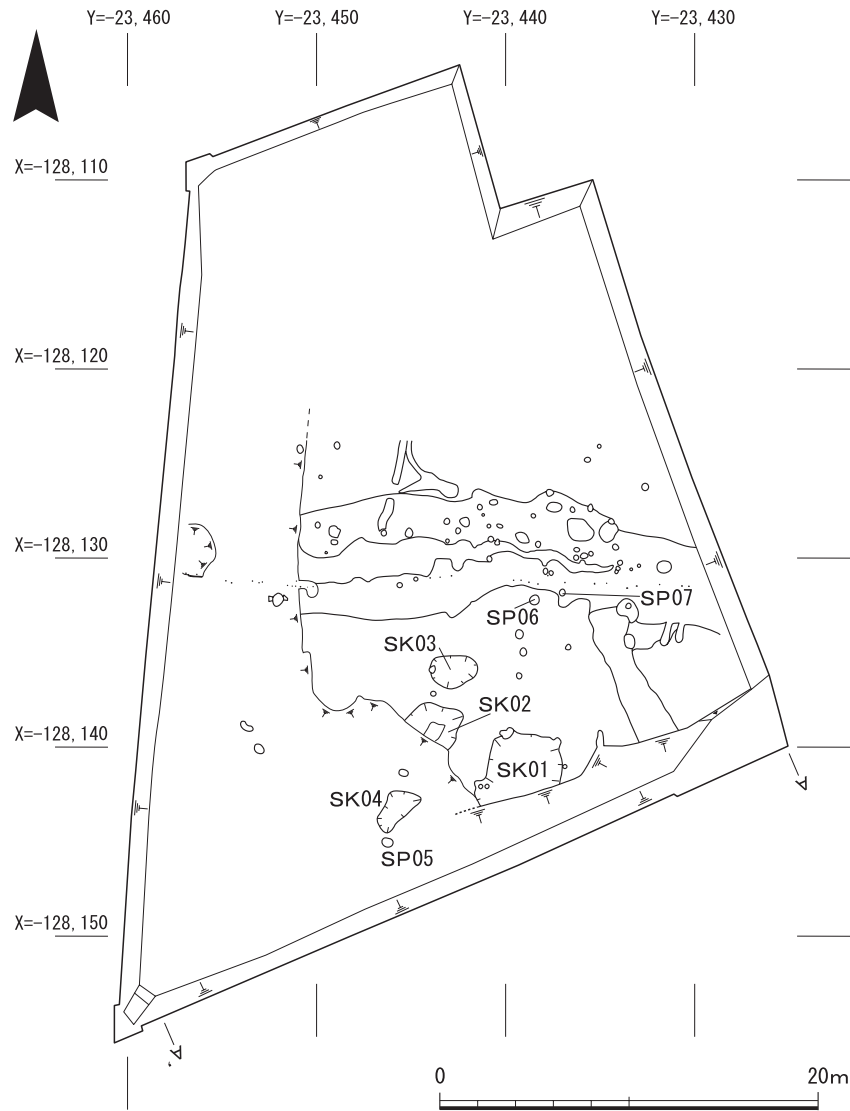 Y=-23,460 Y=-23,450 Y=-23,440 Y=-23,430
X=-128,110
X=-128,120
X=-128,130
SP07
SP06
SK03
SK02
X=-128,140
SK01
A
SK04
SP05
X=-128,150
A'
0 20m